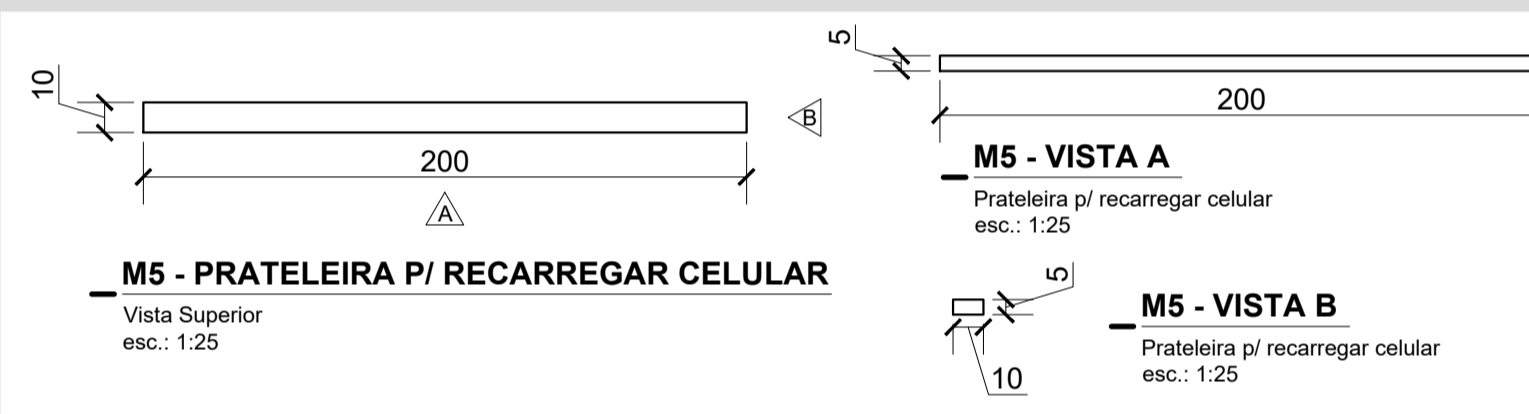 10
200
A
B
M5 - PRATELEIRA P/ RECARREGAR CELULAR
Vista Superior
esc.: 1:25
5
200
M5 - VISTA A
Prateleira p/ recarregar celular
esc.: 1:25
5
10
M5 - VISTA B
Prateleira p/ recarregar celular
esc.: 1:25